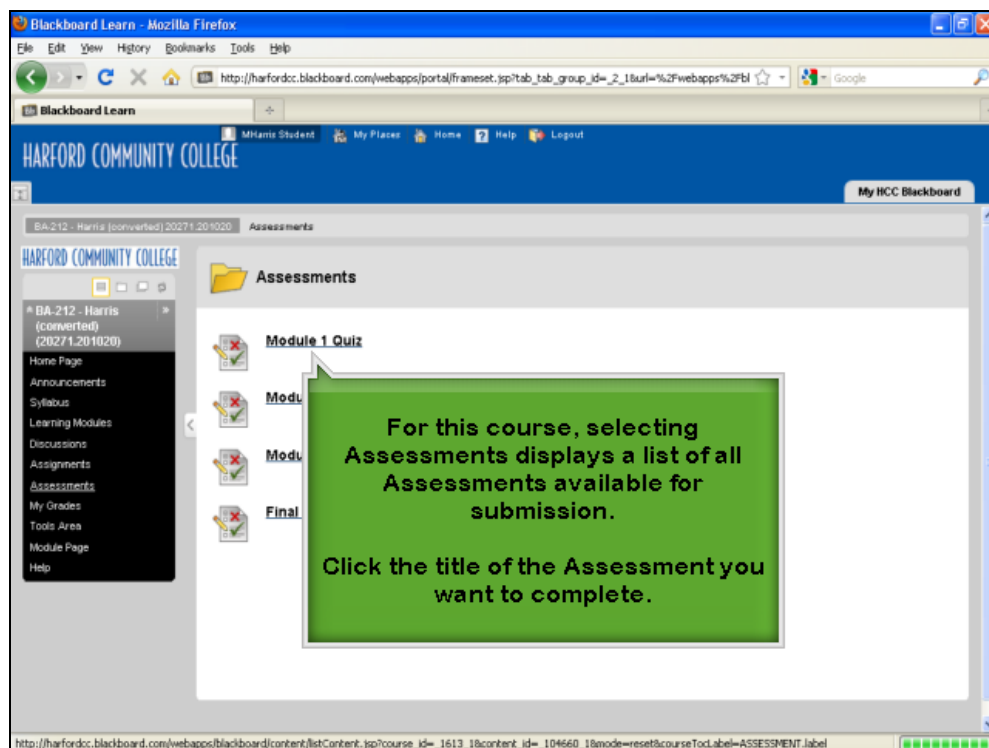 Blackboard Learn - Mozilla Firefox
File Edit View History Bookmarks Tools Help
http://harfordcc.blackboard.com/webapps/portal/frameset.jsp?tab_tab_group_id=_2_1&url=%2Fwebapps%2Fbl
Google
Blackboard Learn
MHarris Student My Places Home Help Logout
HARFORD COMMUNITY COLLEGE
My HCC Blackboard
BA-212 - Harris (converted) 20271.201020 Assessments
HARFORD COMMUNITY COLLEGE
Assessments
BA-212 - Harris
(converted)
(20271.201020)
Home Page
Announcements
Syllabus
Learning Modules
Discussions
Assignments
Assessments
My Grades
Tools Area
Module Page
Help
Module 1 Quiz
Modu
Modu
Final
For this course, selecting
Assessments displays a list of all
Assessments available for
submission.
Click the title of the Assessment you
want to complete.
http://harfordcc.blackboard.com/webapps/blackboard/content/listContent.jsp?course_id=_1613_1&content_id=_104660_1&mode=reset&courseTocLabel=ASSESSMENT.label